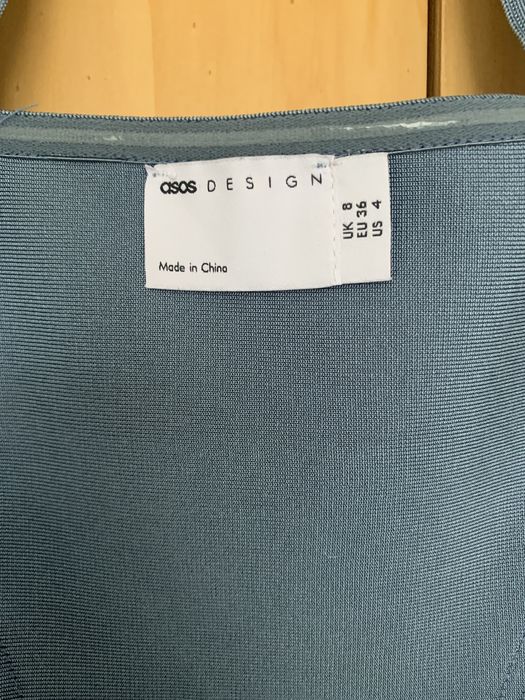 asos DESIGN
Made in China
UK 8
EU 36
US 4